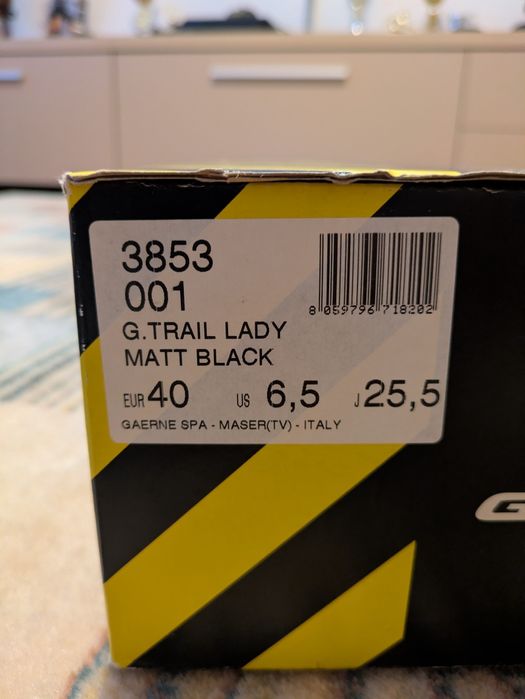 3853
001
8 059796 718202
G.TRAIL LADY
MATT BLACK
EUR 40 US 6,5 J 25,5
GAERNE SPA - MASER(TV) - ITALY
G